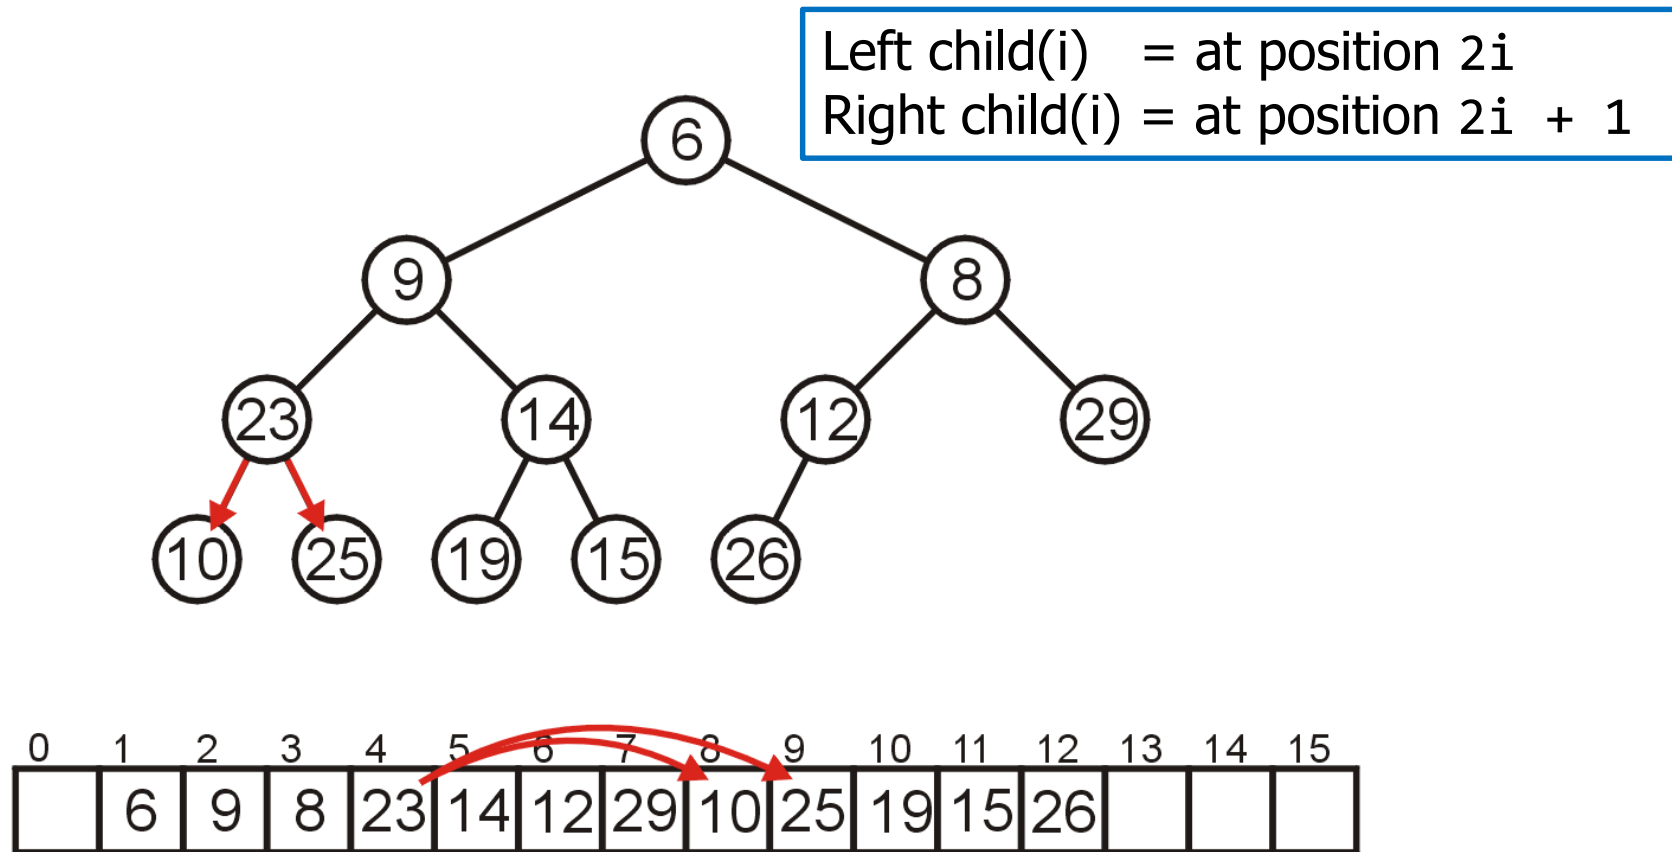 Left child(i) = at position 2i
Right child(i) = at position 2i + 1
6
9 8
23 14 12 29
10 25 19 15 26
0 1 2 3 4 5 6 7 8 9 10 11 12 13 14 15
6 9 8 23 14 12 29 10 25 19 15 26